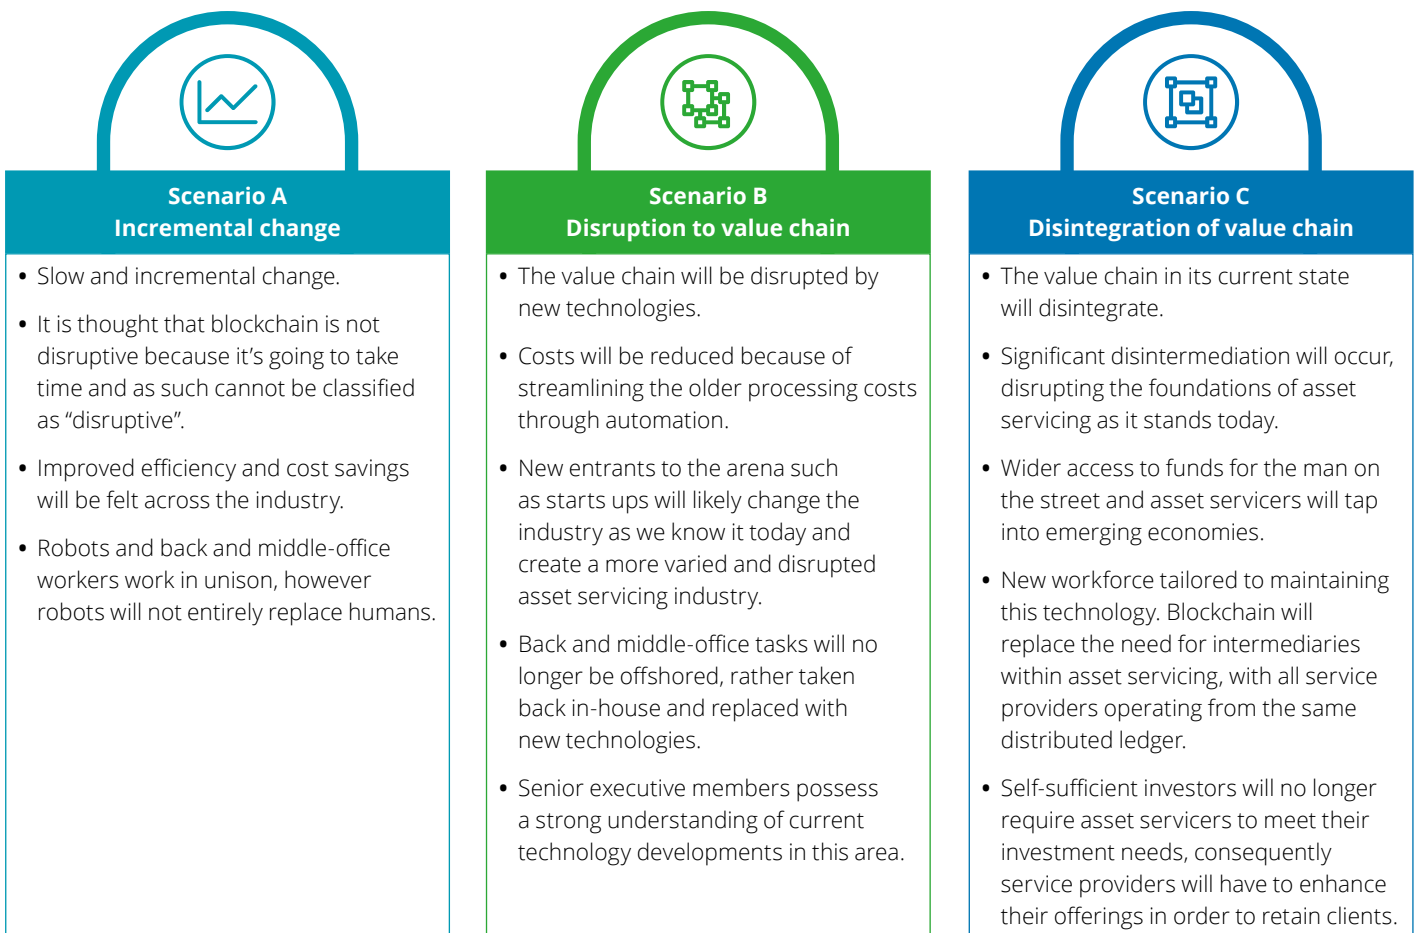 Scenario A
Incremental change
• Slow and incremental change.
• It is thought that blockchain is not
disruptive because it’s going to take
time and as such cannot be classified
as “disruptive”.
• Improved efficiency and cost savings
will be felt across the industry.
• Robots and back and middle-office
workers work in unison, however
robots will not entirely replace humans.
Scenario B
Disruption to value chain
• The value chain will be disrupted by
new technologies.
• Costs will be reduced because of
streamlining the older processing costs
through automation.
• New entrants to the arena such
as starts ups will likely change the
industry as we know it today and
create a more varied and disrupted
asset servicing industry.
• Back and middle-office tasks will no
longer be offshored, rather taken
back in-house and replaced with
new technologies.
• Senior executive members possess
a strong understanding of current
technology developments in this area.
Scenario C
Disintegration of value chain
• The value chain in its current state
will disintegrate.
• Significant disintermediation will occur,
disrupting the foundations of asset
servicing as it stands today.
• Wider access to funds for the man on
the street and asset servicers will tap
into emerging economies.
• New workforce tailored to maintaining
this technology. Blockchain will
replace the need for intermediaries
within asset servicing, with all service
providers operating from the same
distributed ledger.
• Self-sufficient investors will no longer
require asset servicers to meet their
investment needs, consequently
service providers will have to enhance
their offerings in order to retain clients.